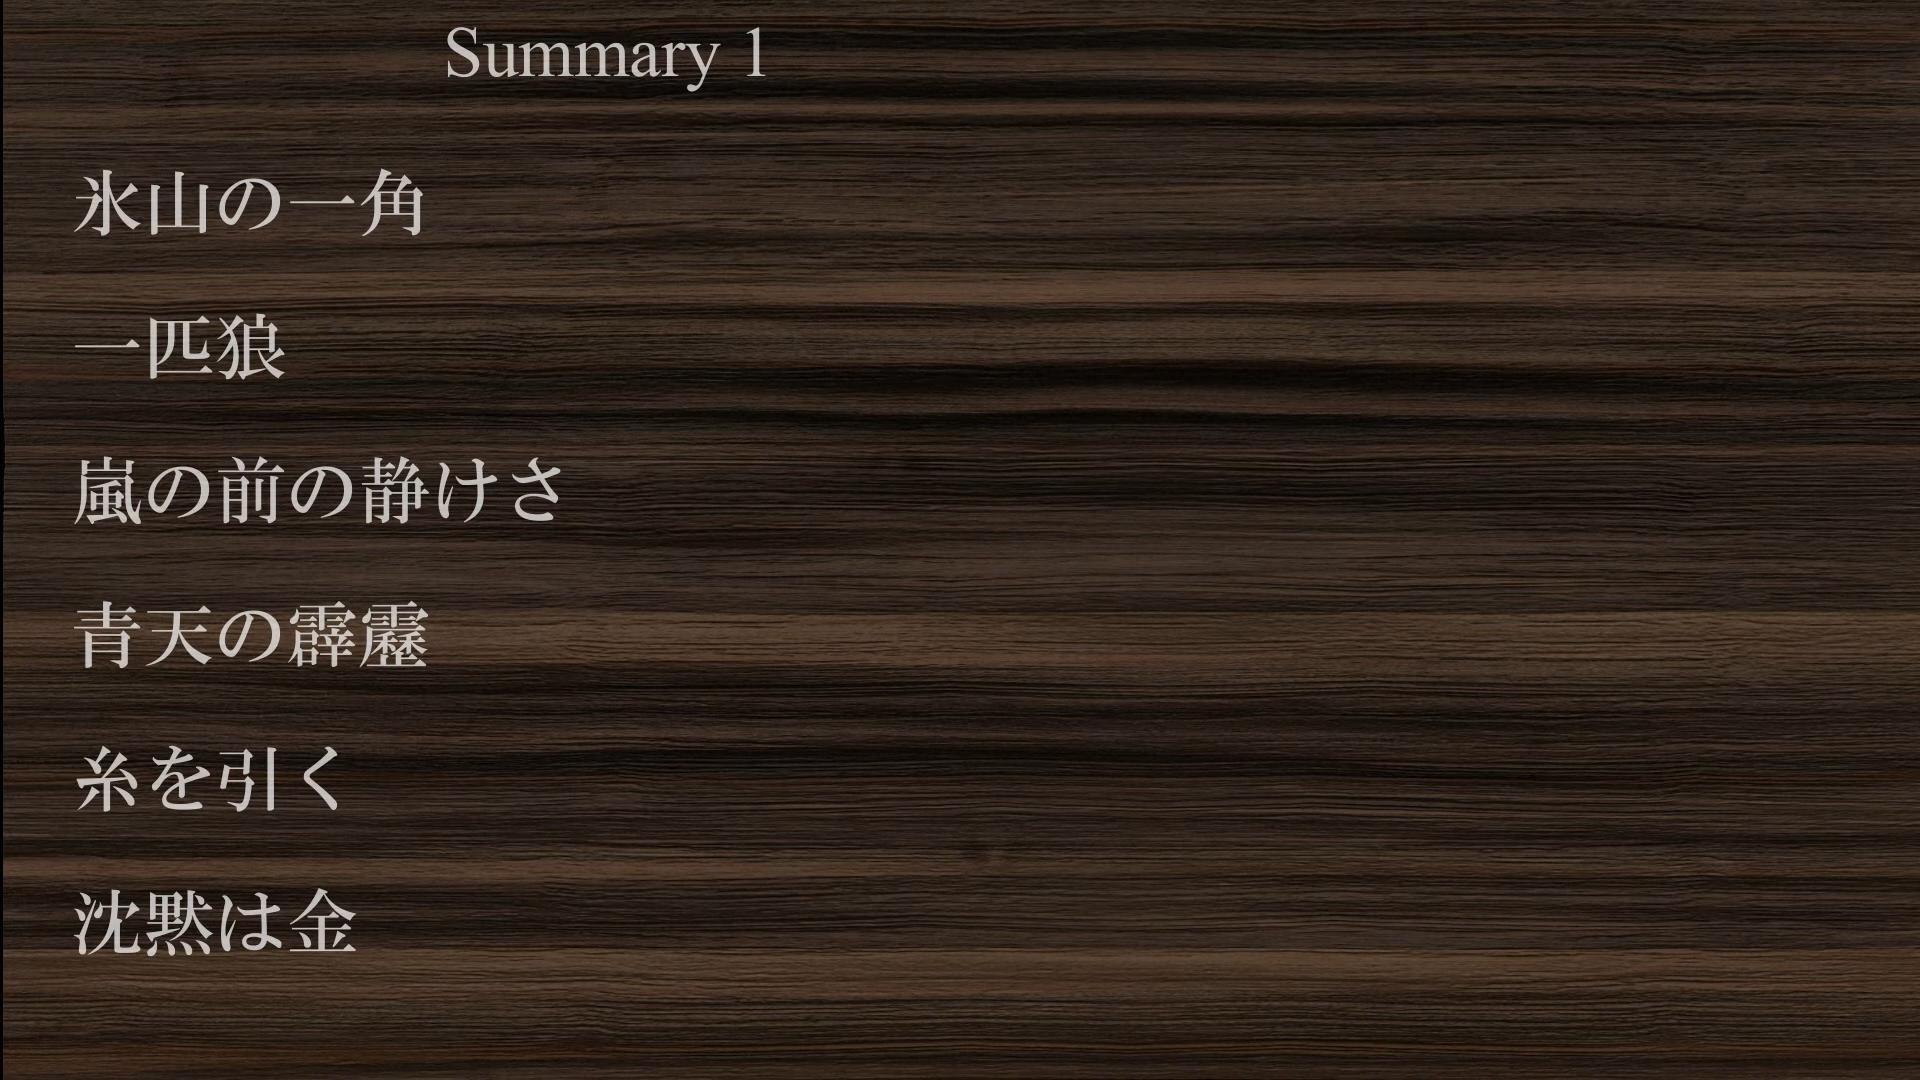 Summary 1
氷山の一角
一匹狼
嵐の前の静けさ
青天の霹靂
糸を引く
沈黙は金